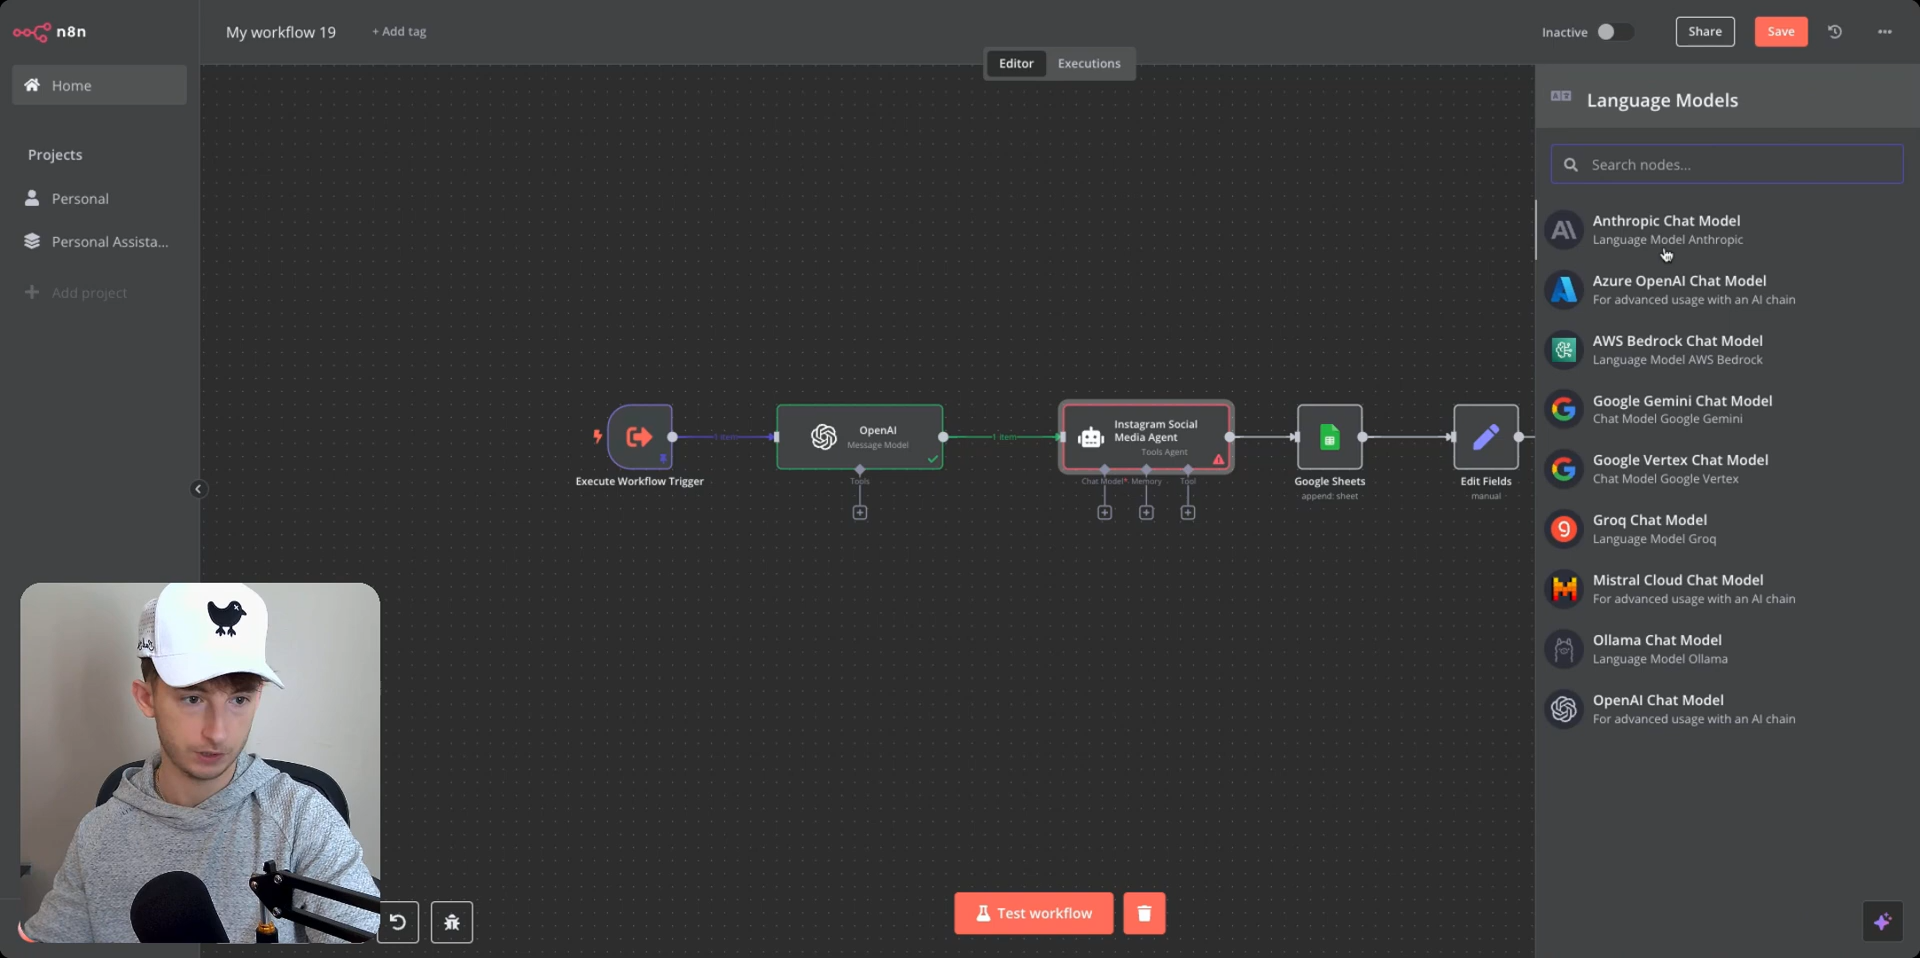 n8n
My workflow 19
+ Add tag
Inactive
Share
Save
Editor
Executions
Home
Projects
Personal
Personal Assista...
+ Add project
Language Models
Search nodes...
Anthropic Chat Model
Language Model Anthropic
Azure OpenAI Chat Model
For advanced usage with an AI chain
AWS Bedrock Chat Model
Language Model AWS Bedrock
Google Gemini Chat Model
Chat Model Google Gemini
Google Vertex Chat Model
Chat Model Google Vertex
Groq Chat Model
Language Model Groq
Mistral Cloud Chat Model
For advanced usage with an AI chain
Ollama Chat Model
Language Model Ollama
OpenAI Chat Model
For advanced usage with an AI chain
1 item
OpenAI
Message Model
1 item
Instagram Social
Media Agent
Tools Agent
Execute Workflow Trigger
Tools
Chat Model* Memory Tool
Google Sheets
append: sheet
Edit Fields
manual
Test workflow